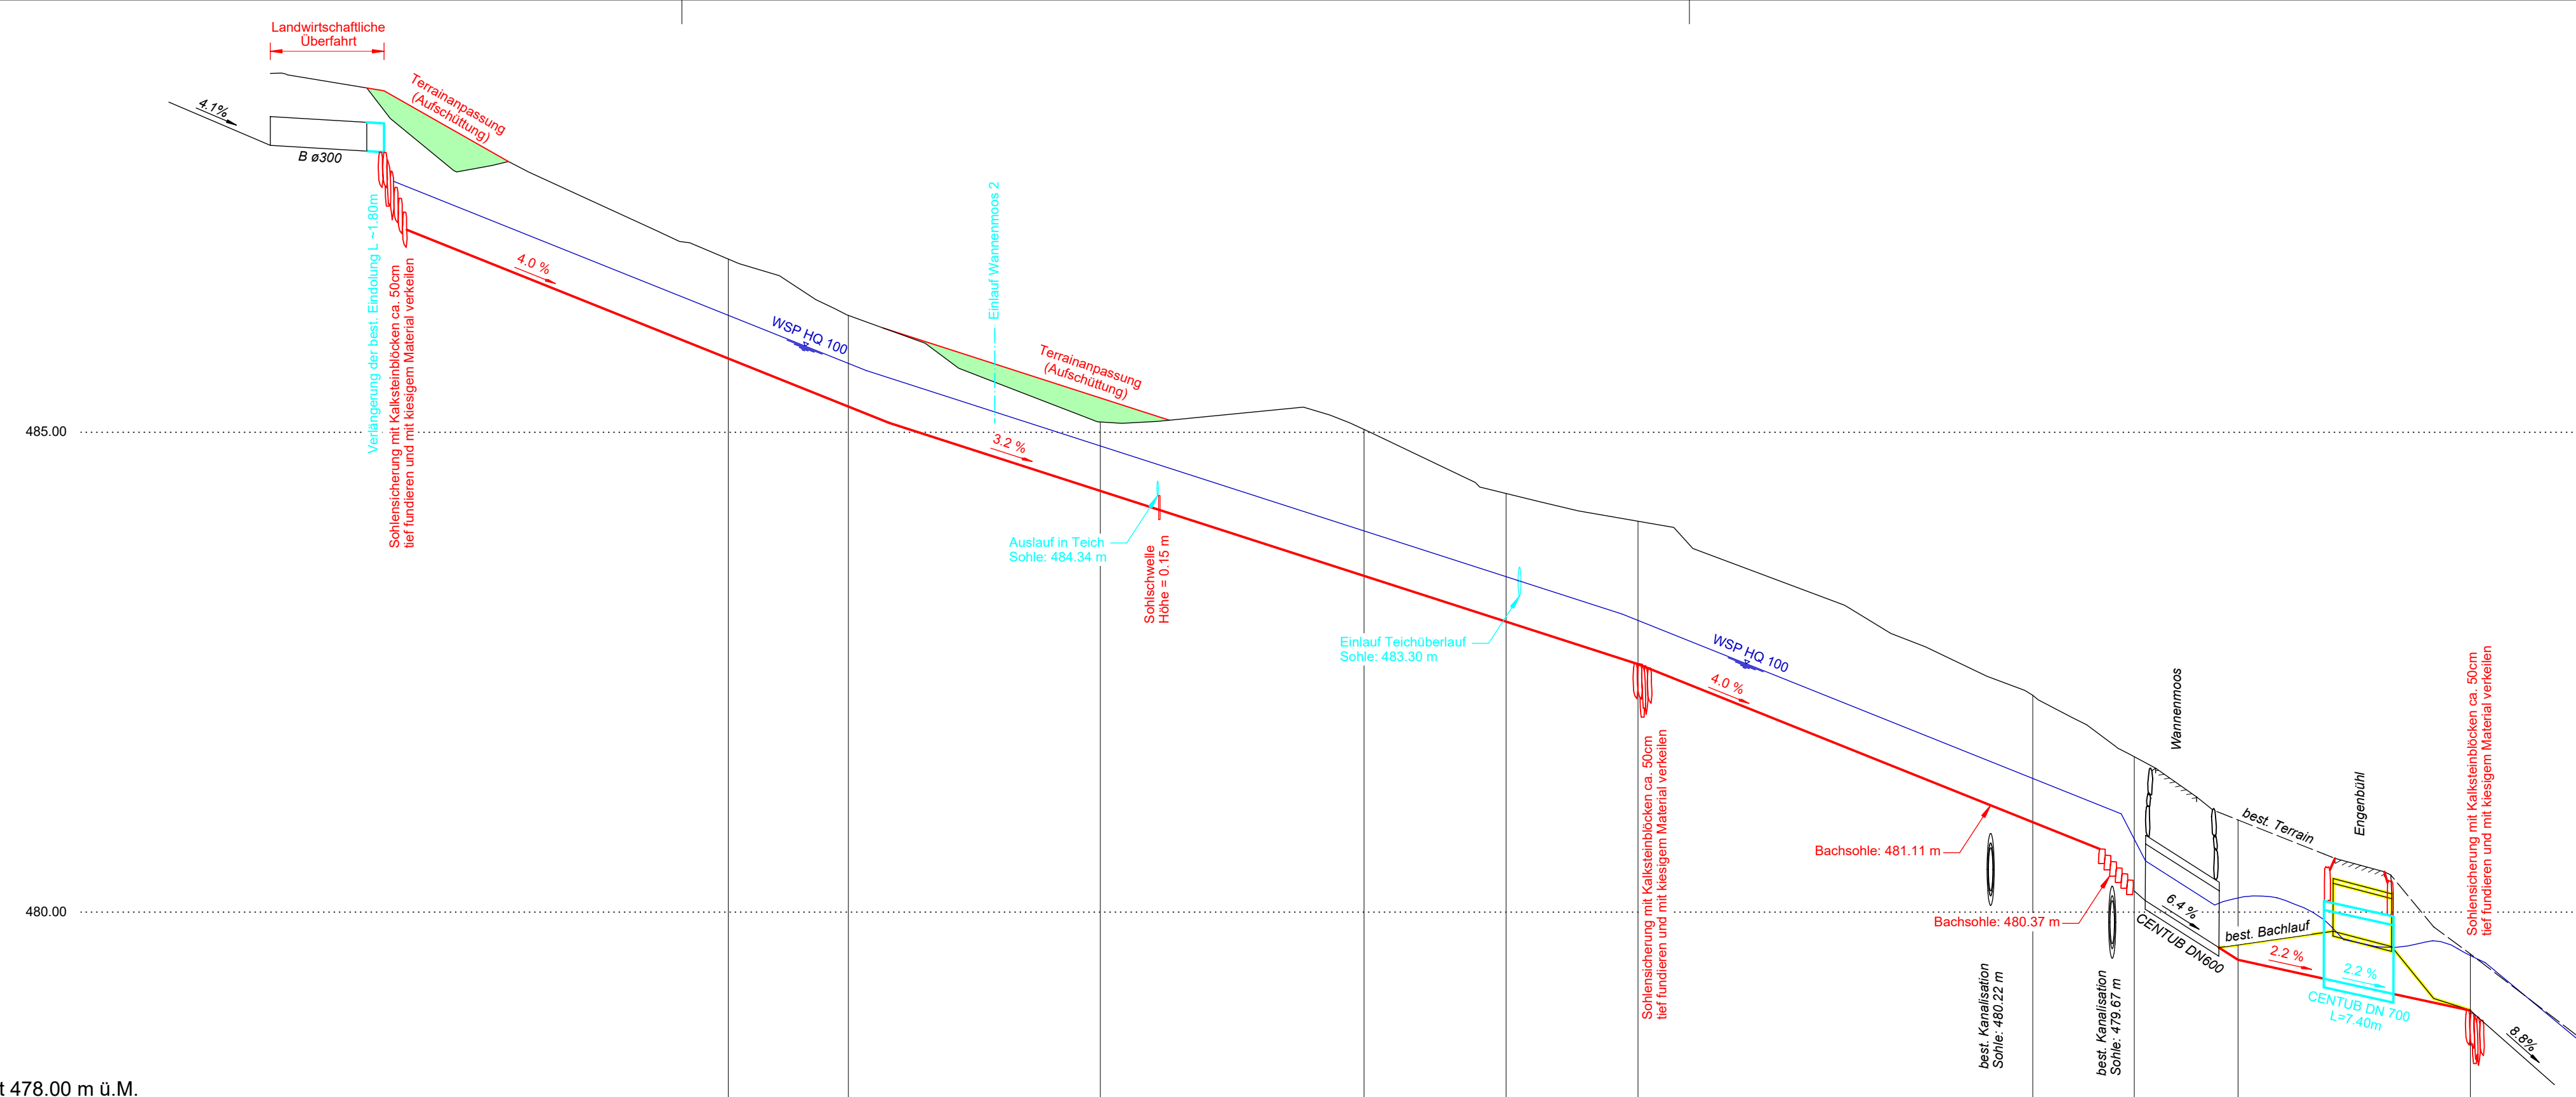 Landwirtschaftliche
Überfahrt
4.1%
B ø300
Terrainanpassung
(Aufschüttung)
Verlängerung der best. Eindolung L ~1.80m
Sohlensicherung mit Kalksteinblöcken ca. 50cm
tief fundieren und mit kiesigem Material verkeilen
4.0 %
WSP HQ 100
Einlauf Wannenmoos 2
Terrainanpassung
(Aufschüttung)
485.00
3.2 %
Auslauf in Teich
Sohle: 484.34 m
Sohlschwelle
Höhe = 0.15 m
Einlauf Teichüberlauf
Sohle: 483.30 m
WSP HQ 100
4.0 %
Sohlensicherung mit Kalksteinblöcken ca. 50cm
tief fundieren und mit kiesigem Material verkeilen
Bachsohle: 481.11 m
Bachsohle: 480.37 m
480.00
best. Kanalisation
Sohle: 480.22 m
best. Kanalisation
Sohle: 479.67 m
Wannenmoos
6.4 %
CENTUB DN600
best. Terrain
best. Bachlauf
Engenbühl
2.2 %
2.2 %
CENTUB DN 700
L=7.40m
Sohlensicherung mit Kalksteinblöcken ca. 50cm
tief fundieren und mit kiesigem Material verkeilen
8.8%
t 478.00 m ü.M.